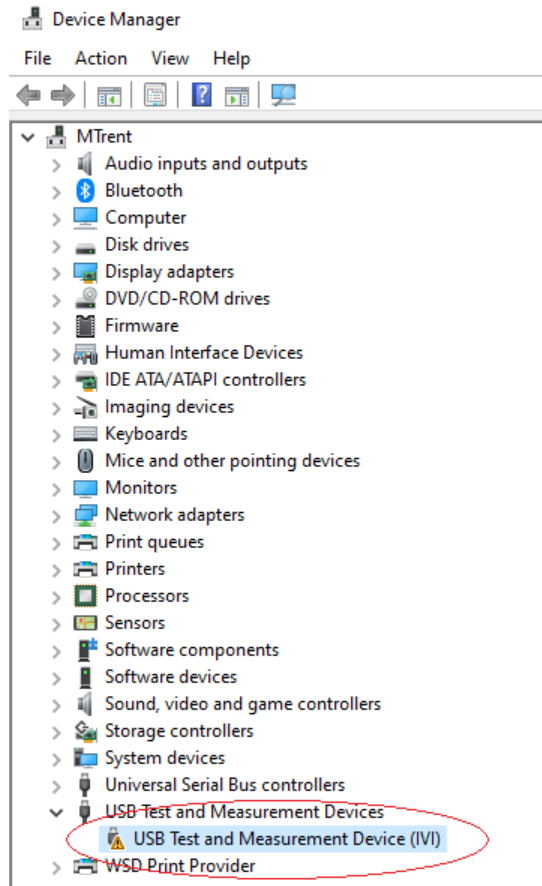 Device Manager
File Action View Help
MTrent
Audio inputs and outputs
Bluetooth
Computer
Disk drives
Display adapters
DVD/CD-ROM drives
Firmware
Human Interface Devices
IDE ATA/ATAPI controllers
Imaging devices
Keyboards
Mice and other pointing devices
Monitors
Network adapters
Print queues
Printers
Processors
Sensors
Software components
Software devices
Sound, video and game controllers
Storage controllers
System devices
Universal Serial Bus controllers
USB Test and Measurement Devices
USB Test and Measurement Device (IVI)
WSD Print Provider